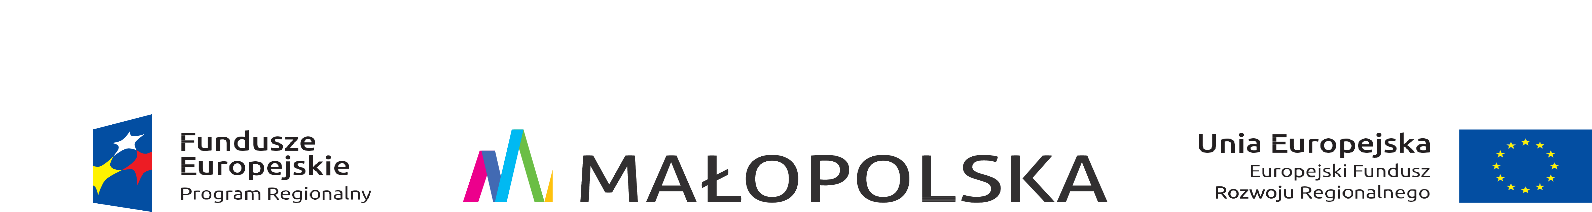 Fundusze
Europejskie
Program Regionalny
MAŁOPOLSKA
Unia Europejska
Europejski Fundusz
Rozwoju Regionalnego